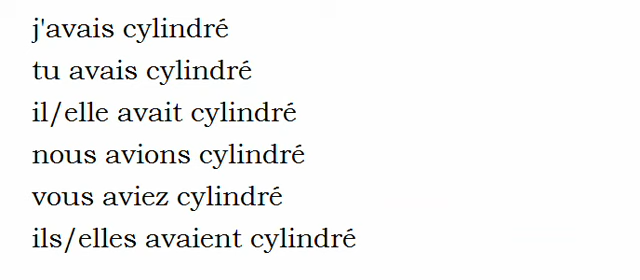 j'avais cylindré
tu avais cylindré
il/elle avait cylindré
nous avions cylindré
vous aviez cylindré
ils/elles avaient cylindré